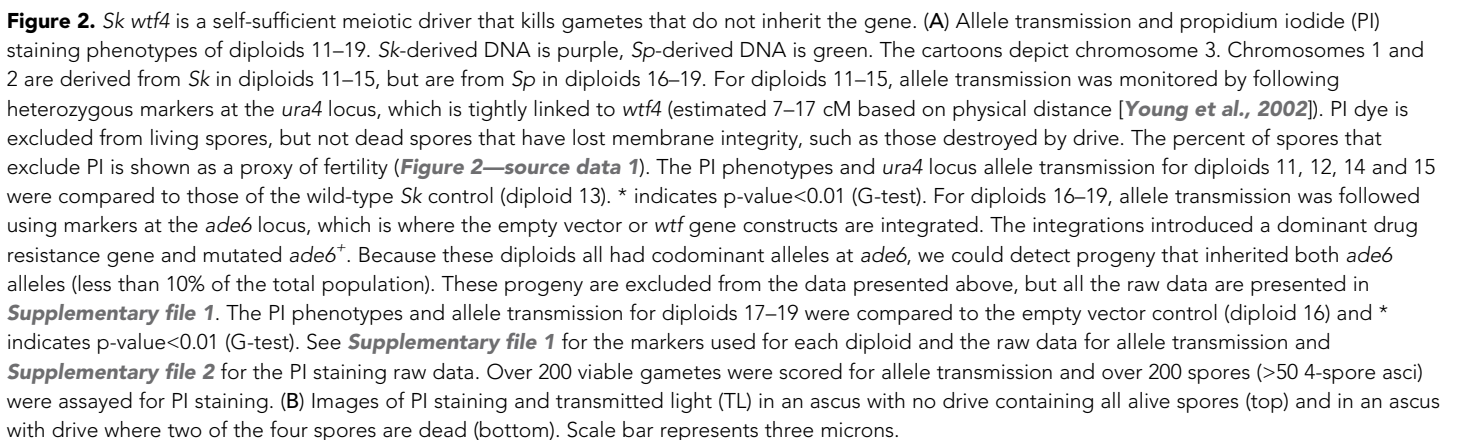 Figure 2. Sk wtf4 is a self-sufficient meiotic driver that kills gametes that do not inherit the gene. (A) Allele transmission and propidium iodide (PI)
staining phenotypes of diploids 11–19. Sk-derived DNA is purple, Sp-derived DNA is green. The cartoons depict chromosome 3. Chromosomes 1 and
2 are derived from Sk in diploids 11–15, but are from Sp in diploids 16–19. For diploids 11–15, allele transmission was monitored by following
heterozygous markers at the ura4 locus, which is tightly linked to wtf4 (estimated 7–17 cM based on physical distance [Young et al., 2002]). PI dye is
excluded from living spores, but not dead spores that have lost membrane integrity, such as those destroyed by drive. The percent of spores that
exclude PI is shown as a proxy of fertility (Figure 2—source data 1). The PI phenotypes and ura4 locus allele transmission for diploids 11, 12, 14 and 15
were compared to those of the wild-type Sk control (diploid 13). * indicates p-value<0.01 (G-test). For diploids 16–19, allele transmission was followed
using markers at the ade6 locus, which is where the empty vector or wtf gene constructs are integrated. The integrations introduced a dominant drug
resistance gene and mutated ade6⁺. Because these diploids all had codominant alleles at ade6, we could detect progeny that inherited both ade6
alleles (less than 10% of the total population). These progeny are excluded from the data presented above, but all the raw data are presented in
Supplementary file 1. The PI phenotypes and allele transmission for diploids 17–19 were compared to the empty vector control (diploid 16) and *
indicates p-value<0.01 (G-test). See Supplementary file 1 for the markers used for each diploid and the raw data for allele transmission and
Supplementary file 2 for the PI staining raw data. Over 200 viable gametes were scored for allele transmission and over 200 spores (>50 4-spore asci)
were assayed for PI staining. (B) Images of PI staining and transmitted light (TL) in an ascus with no drive containing all alive spores (top) and in an ascus
with drive where two of the four spores are dead (bottom). Scale bar represents three microns.